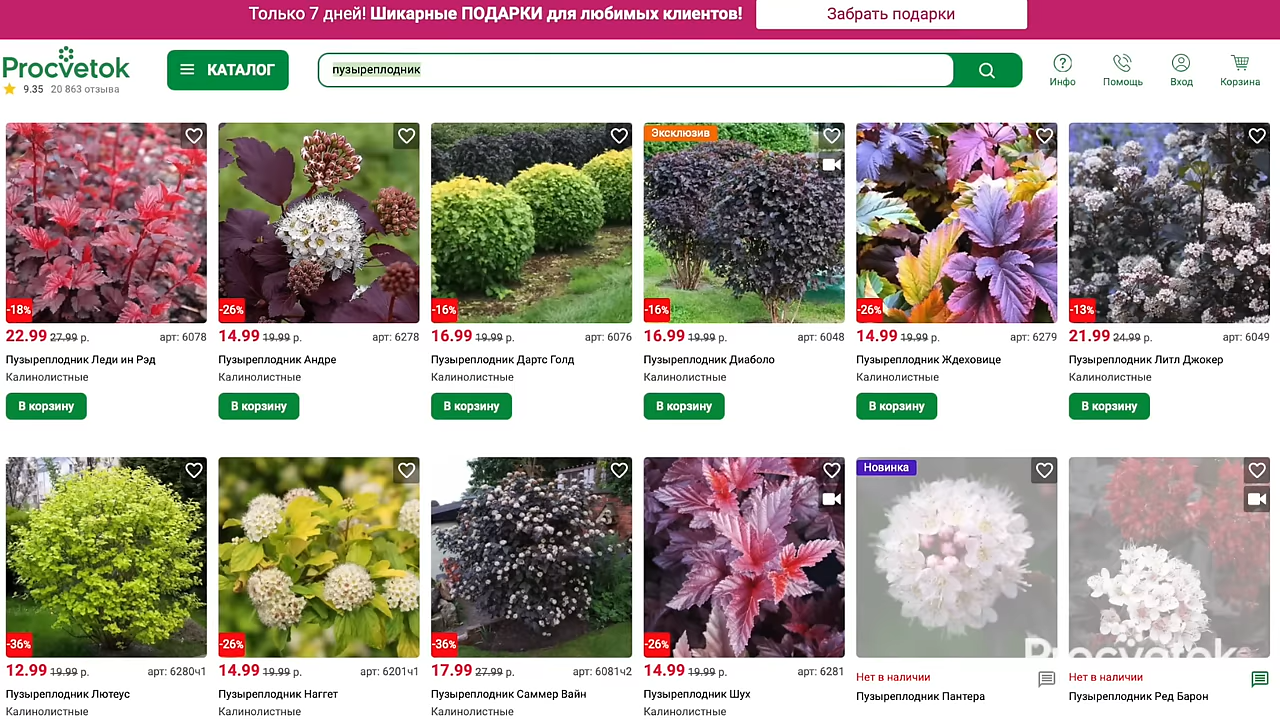 Только 7 дней! Шикарные ПОДАРКИ для любимых клиентов! Забрать подарки
Procvetok
9.35 20 863 отзыва
КАТАЛОГ
пузыреплодник
Инфо Помощь Вход Корзина
Эксклюзив
-18% -26% -16% -16% -26% -13%
22.99 27.99 р. арт: 6078 14.99 19.99 р. арт: 6278 16.99 19.99 р. арт: 6076 16.99 19.99 р. арт: 6048 14.99 19.99 р. арт: 6279 21.99 24.99 р. арт: 6049
Пузыреплодник Леди ин Рэд Пузыреплодник Андре Пузыреплодник Дартс Голд Пузыреплодник Диаболо Пузыреплодник Ждеховице Пузыреплодник Литл Джокер
Калинолистные Калинолистные Калинолистные Калинолистные Калинолистные Калинолистные
В корзину В корзину В корзину В корзину В корзину В корзину
Новинка
-36% -26% -36% -26%
Procvetok
12.99 19.99 р. арт: 6280ч1 14.99 19.99 р. арт: 6201ч1 17.99 27.99 р. арт: 6081ч2 14.99 19.99 р. арт: 6281 Нет в наличии Нет в наличии
Пузыреплодник Лютеус Пузыреплодник Наггет Пузыреплодник Саммер Вайн Пузыреплодник Шух Пузыреплодник Пантера Пузыреплодник Ред Барон
Калинолистные Калинолистные Калинолистные Калинолистные